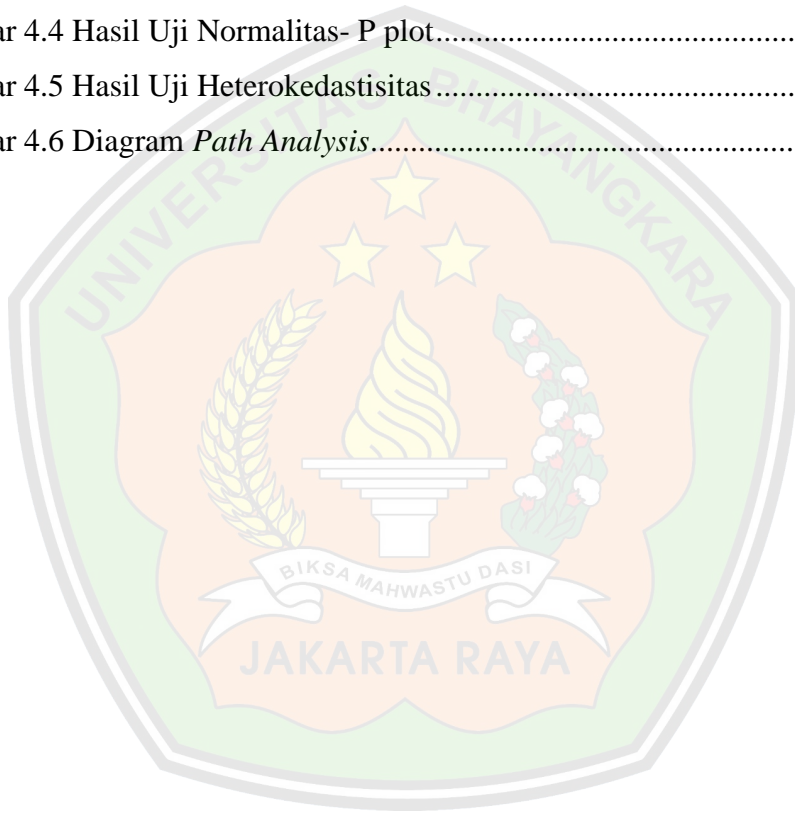 ar 4.4 Hasil Uji Normalitas- P plot.......................................................
ar 4.5 Hasil Uji Heterokedastisitas.......................................................
ar 4.6 Diagram Path Analysis................................................................
UNIVERSITAS BHAYANGKARA
BIKSA MAHWASTU DASI
JAKARTA RAYA